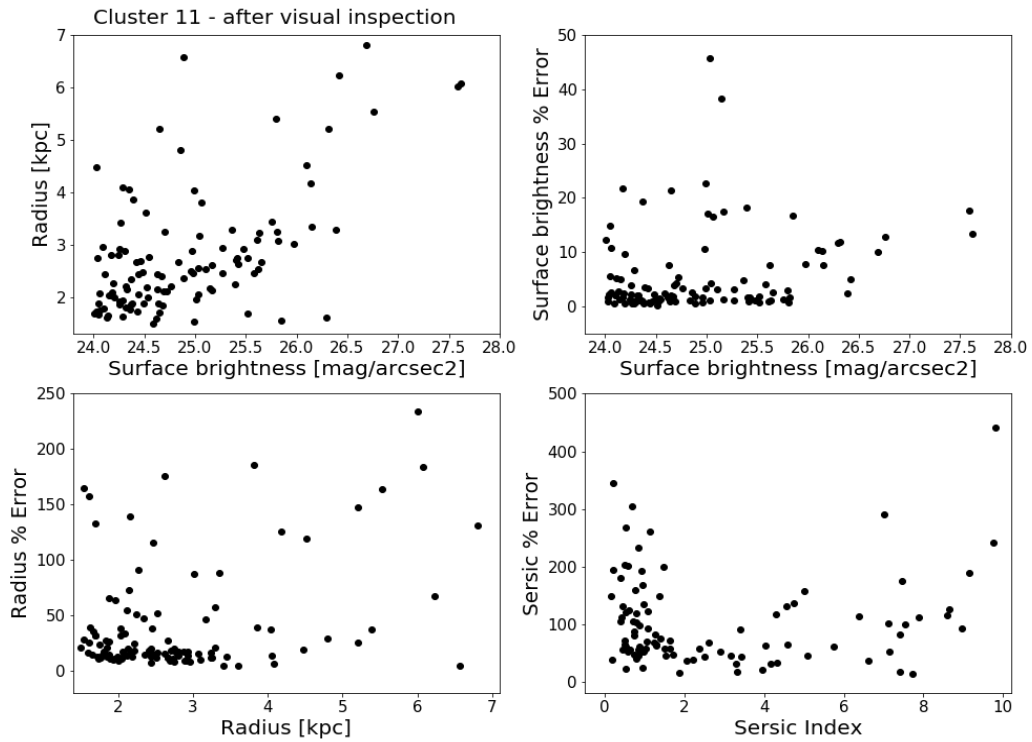 Cluster 11 - after visual inspection
7
6
5
4
3
2
Radius [kpc]
24.0 24.5 25.0 25.5 26.0 26.5 27.0 27.5 28.0
Surface brightness [mag/arcsec2]
50
40
30
20
10
0
Surface brightness % Error
24.0 24.5 25.0 25.5 26.0 26.5 27.0 27.5 28.0
Surface brightness [mag/arcsec2]
250
200
150
100
50
0
Radius % Error
2 3 4 5 6 7
Radius [kpc]
500
400
300
200
100
0
Sersic % Error
0 2 4 6 8 10
Sersic Index